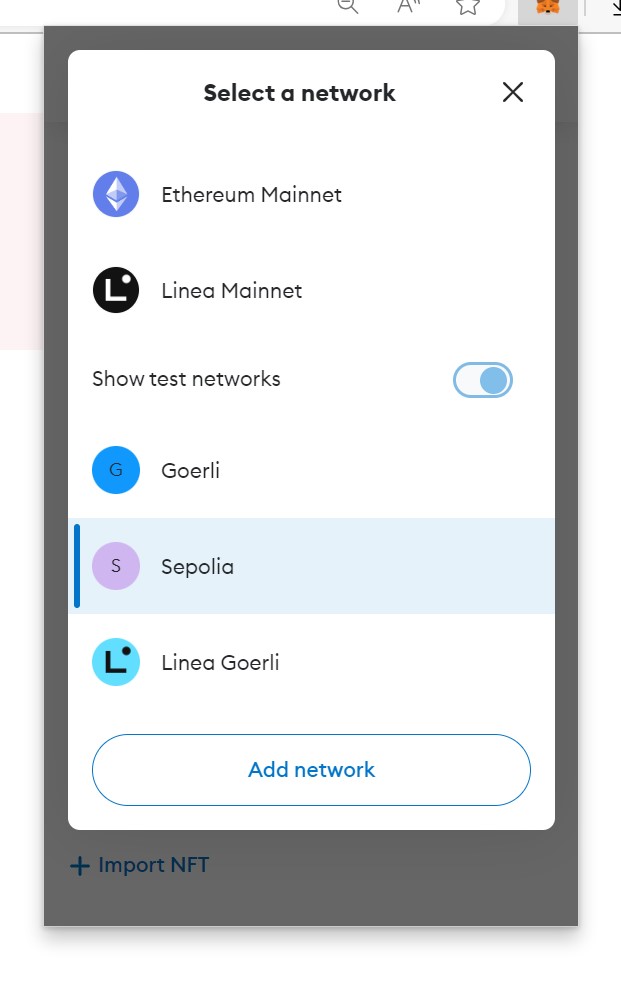 A
Select a network
Ethereum Mainnet
L
Linea Mainnet
Show test networks
G
Goerli
S
Sepolia
L
Linea Goerli
Add network
+ Import NFT